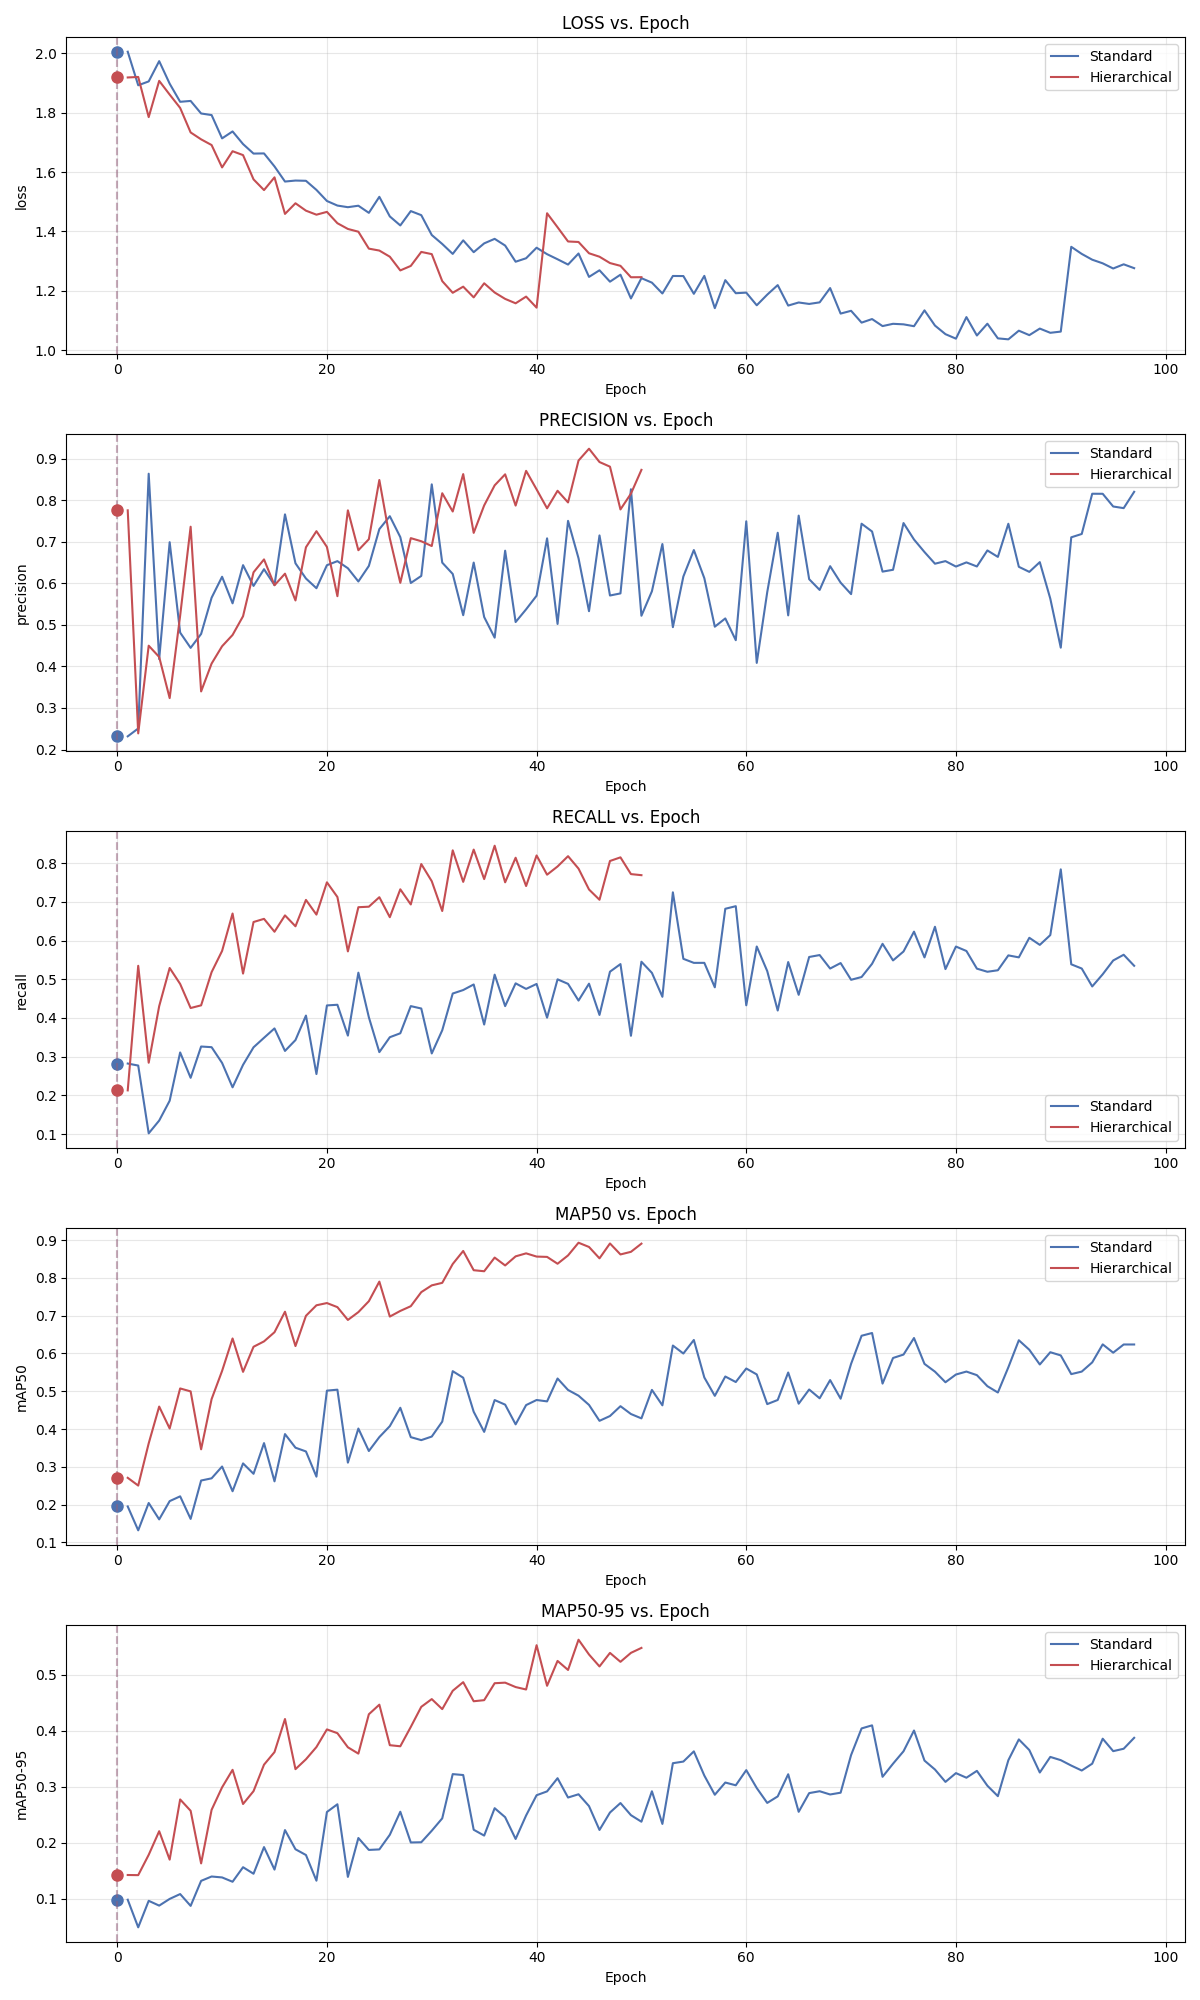 LOSS vs. Epoch
2.0
1.8
1.6
1.4
1.2
1.0
loss
Standard
Hierarchical
0 20 40 60 80 100
Epoch
PRECISION vs. Epoch
0.9
0.8
0.7
0.6
0.5
0.4
0.3
0.2
precision
Standard
Hierarchical
0 20 40 60 80 100
Epoch
RECALL vs. Epoch
0.8
0.7
0.6
0.5
0.4
0.3
0.2
0.1
recall
Standard
Hierarchical
0 20 40 60 80 100
Epoch
MAP50 vs. Epoch
0.9
0.8
0.7
0.6
0.5
0.4
0.3
0.2
0.1
mAP50
Standard
Hierarchical
0 20 40 60 80 100
Epoch
MAP50-95 vs. Epoch
0.5
0.4
0.3
0.2
0.1
mAP50-95
Standard
Hierarchical
0 20 40 60 80 100
Epoch